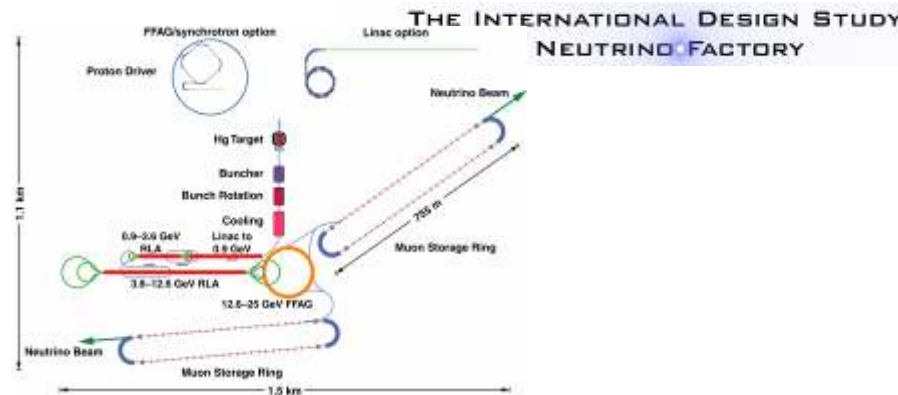 THE INTERNATIONAL DESIGN STUDY
NEUTRINO FACTORY
FFAG/synchrotron option
Linac option
Proton Driver
Neutrino Beam
Hg Target
Buncher
Bunch Rotation
Cooling
755 m
1.1 km
0.9–3.6 GeV
RLA
Linac to
0.9 GeV
Muon Storage Ring
3.6–12.6 GeV RLA
12.6–25 GeV FFAG
Neutrino Beam
Muon Storage Ring
1.5 km